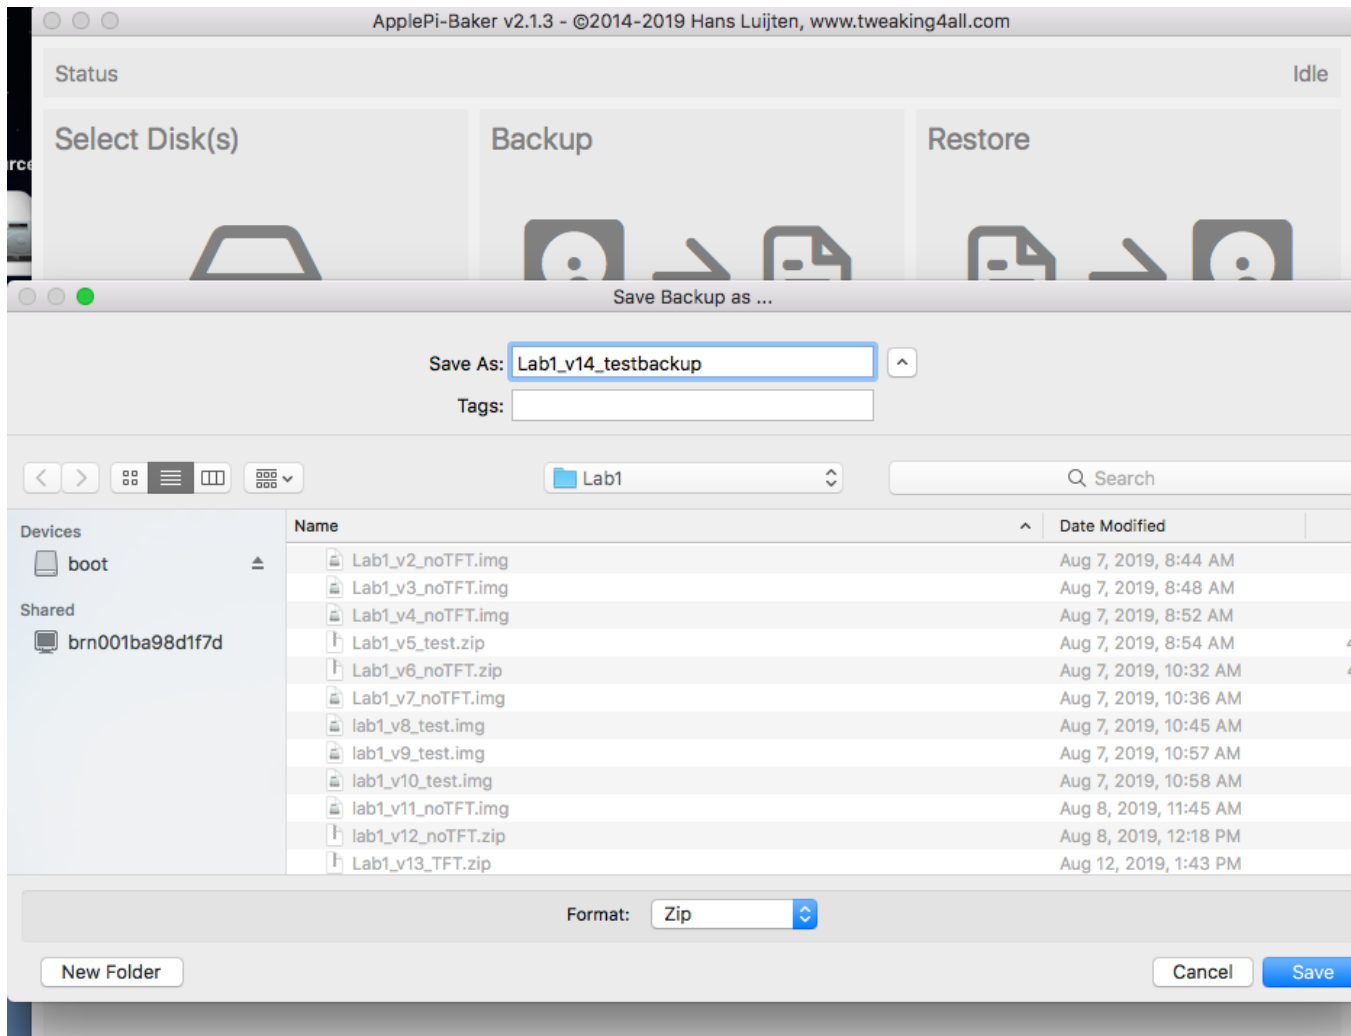 ApplePi-Baker v2.1.3 - ©2014-2019 Hans Luijten, www.tweaking4all.com
Status Idle
Select Disk(s) Backup Restore
Save Backup as ...
Save As: Lab1_v14_testbackup
Tags:
Lab1 Search
Devices
boot
Shared
brn001ba98d1f7d
Name Date Modified
Lab1_v2_noTFT.img Aug 7, 2019, 8:44 AM
Lab1_v3_noTFT.img Aug 7, 2019, 8:48 AM
Lab1_v4_noTFT.img Aug 7, 2019, 8:52 AM
Lab1_v5_test.zip Aug 7, 2019, 8:54 AM
Lab1_v6_noTFT.zip Aug 7, 2019, 10:32 AM
Lab1_v7_noTFT.img Aug 7, 2019, 10:36 AM
lab1_v8_test.img Aug 7, 2019, 10:45 AM
lab1_v9_test.img Aug 7, 2019, 10:57 AM
lab1_v10_test.img Aug 7, 2019, 10:58 AM
lab1_v11_noTFT.img Aug 8, 2019, 11:45 AM
lab1_v12_noTFT.zip Aug 8, 2019, 12:18 PM
Lab1_v13_TFT.zip Aug 12, 2019, 1:43 PM
Format: Zip
New Folder Cancel Save